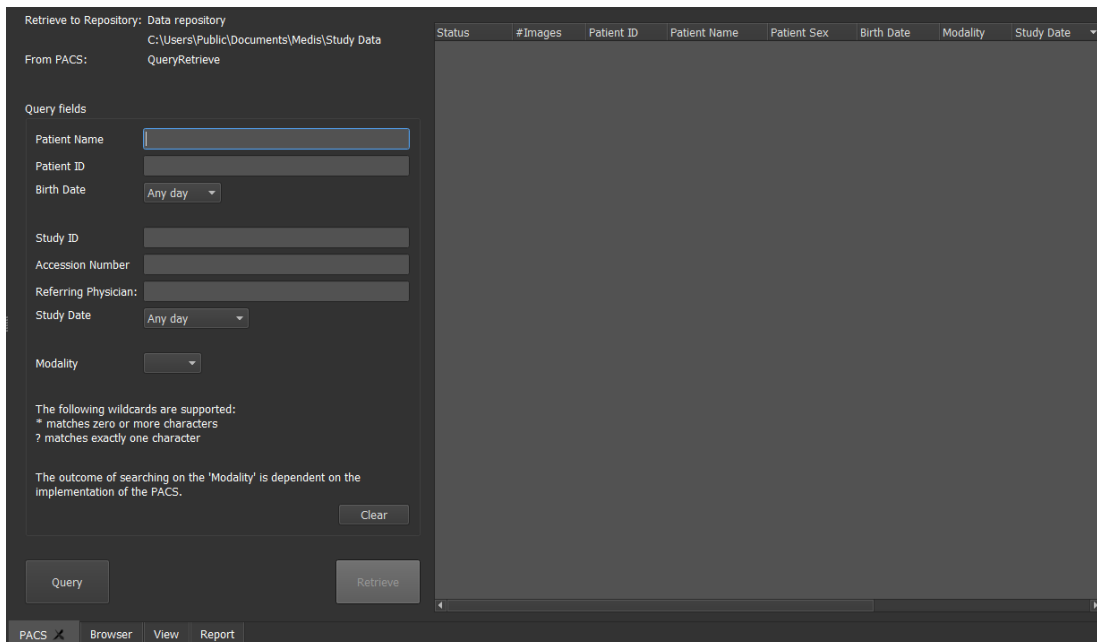 Retrieve to Repository: Data repository
C:\Users\Public\Documents\Medis\Study Data
From PACS: QueryRetrieve
Query fields
Patient Name
Patient ID
Birth Date Any day
Study ID
Accession Number
Referring Physician:
Study Date Any day
Modality
The following wildcards are supported:
* matches zero or more characters
? matches exactly one character
The outcome of searching on the 'Modality' is dependent on the
implementation of the PACS.
Clear
Query Retrieve
Status #Images Patient ID Patient Name Patient Sex Birth Date Modality Study Date
PACS Browser View Report